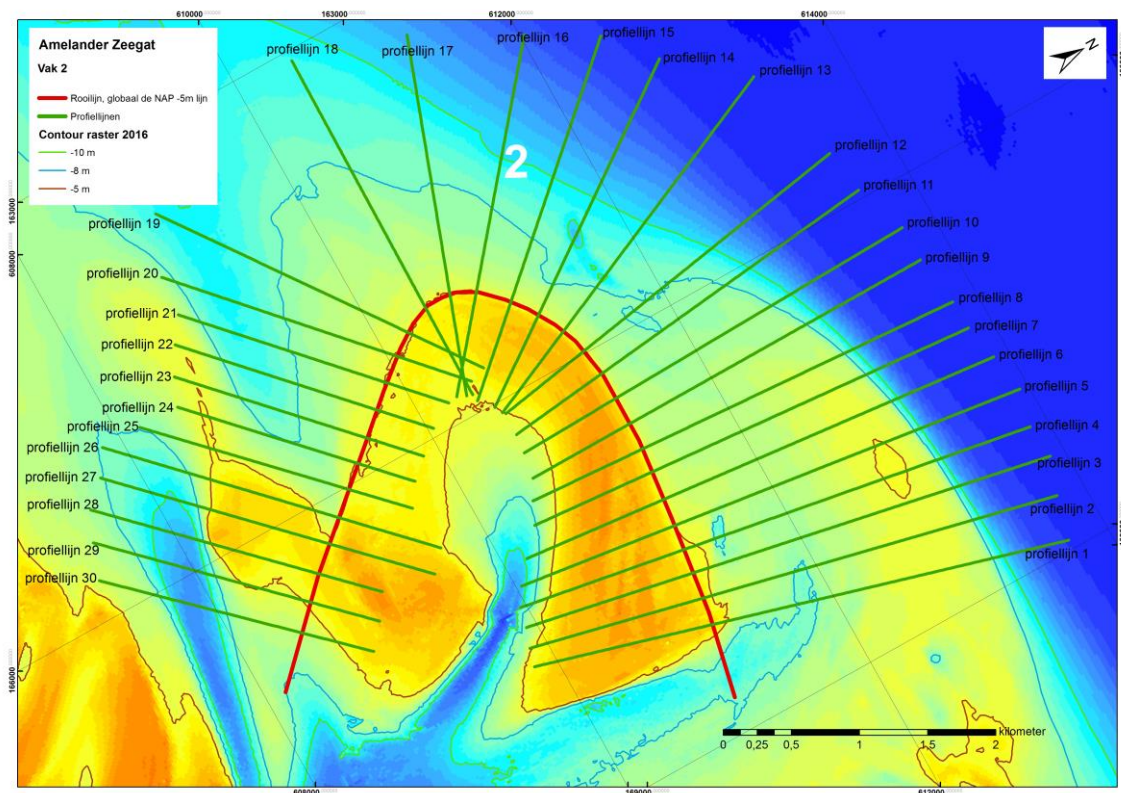 610000
163000
612000
614000
Amelander Zeegat
Vak 2
Rooilijn, globaal de NAP -5m lijn
Profiellijnen
Contour raster 2016
-10 m
-8 m
-5 m
Z
2
profiellijn 18
profiellijn 17
profiellijn 16
profiellijn 15
profiellijn 14
profiellijn 13
profiellijn 12
profiellijn 11
profiellijn 10
profiellijn 9
profiellijn 8
profiellijn 7
profiellijn 6
profiellijn 5
profiellijn 4
profiellijn 3
profiellijn 2
profiellijn 1
163000
608000
profiellijn 19
profiellijn 20
profiellijn 21
profiellijn 22
profiellijn 23
profiellijn 24
profiellijn 25
profiellijn 26
profiellijn 27
profiellijn 28
profiellijn 29
profiellijn 30
166000
kilometer
0 0,25 0,5 1 1,5 2
169000
612000